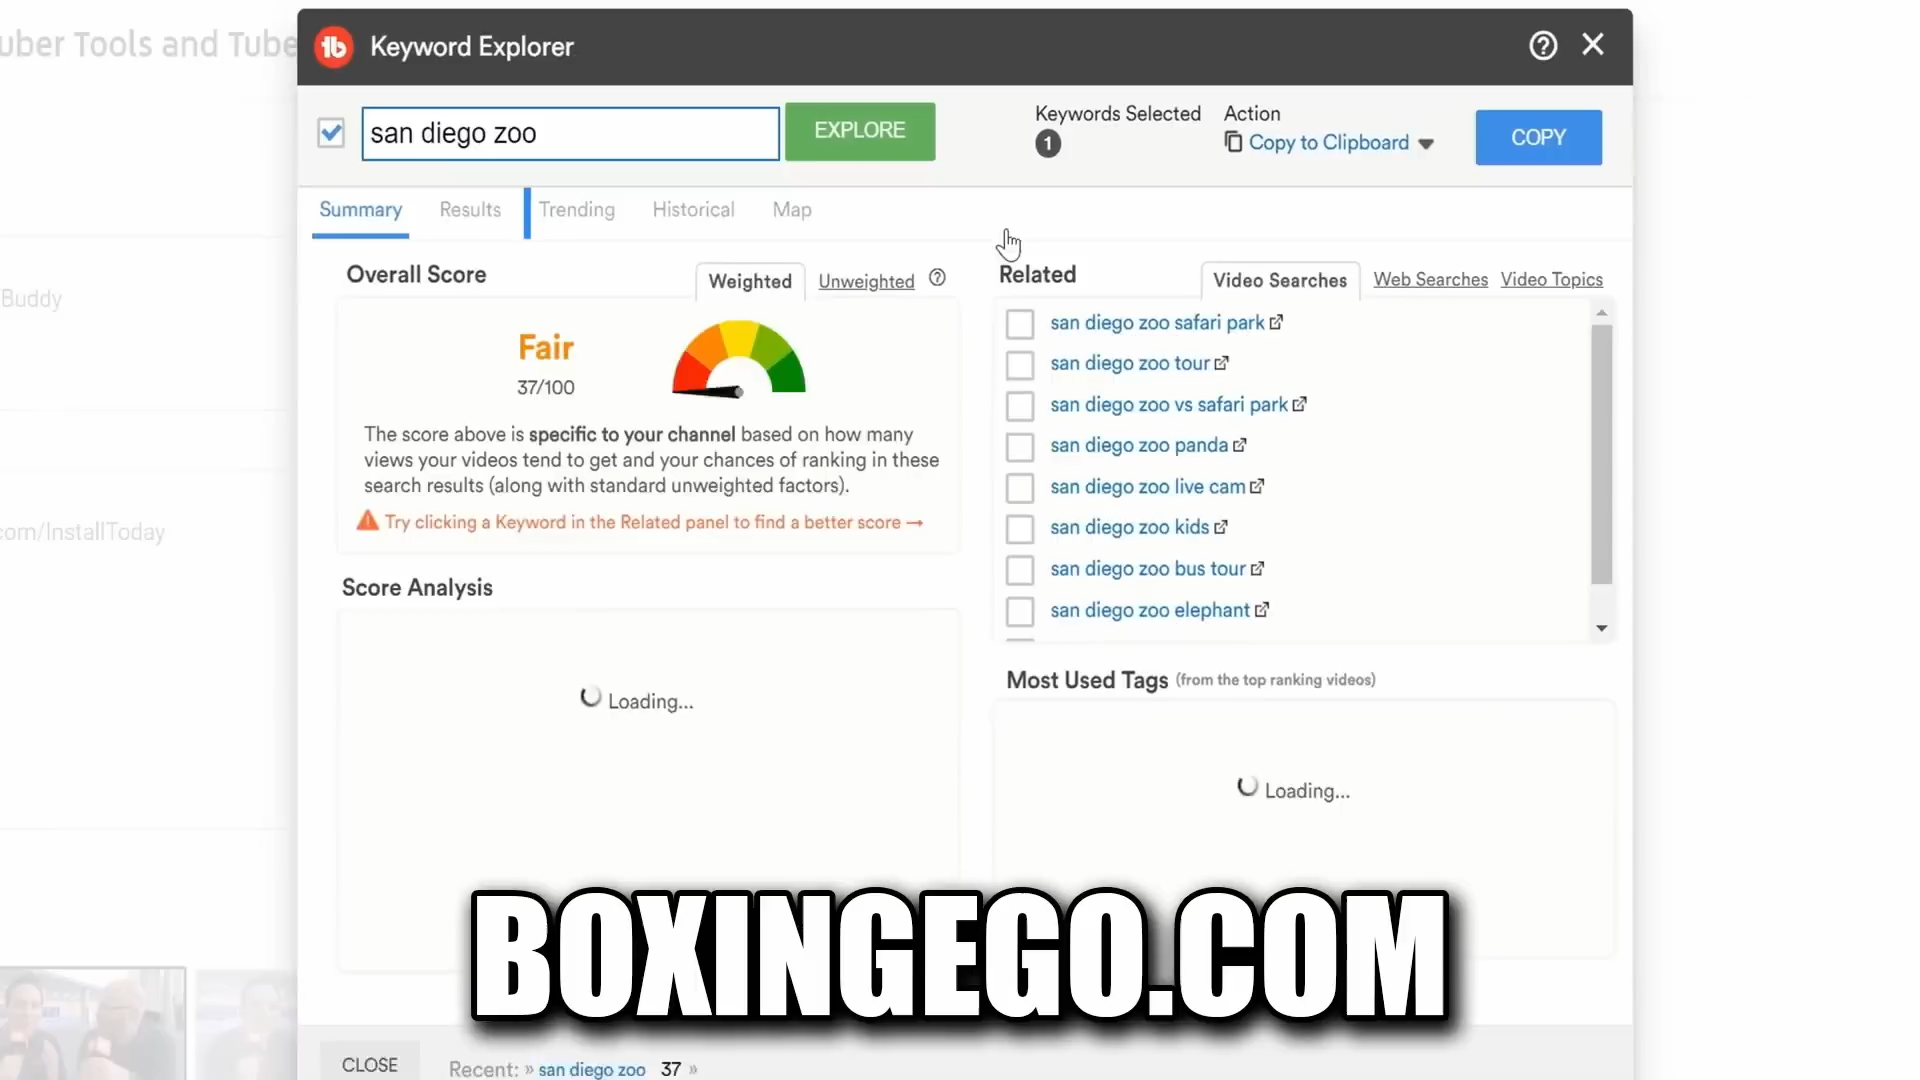 uber Tools and Tube
Keyword Explorer
san diego zoo
EXPLORE
Keywords Selected
1
Action
Copy to Clipboard
COPY
Summary
Results
Trending
Historical
Map
Overall Score
Weighted
Unweighted
Fair
37/100
The score above is specific to your channel based on how many
views your videos tend to get and your chances of ranking in these
search results (along with standard unweighted factors).
Try clicking a Keyword in the Related panel to find a better score →
Related
Video Searches
Web Searches
Video Topics
san diego zoo safari park
san diego zoo tour
san diego zoo vs safari park
san diego zoo panda
san diego zoo live cam
san diego zoo kids
san diego zoo bus tour
san diego zoo elephant
Score Analysis
Loading...
Most Used Tags (from the top ranking videos)
Loading...
Buddy
com/InstallToday
BOXINGEGO.COM
CLOSE
Recent: » san diego zoo 37 »